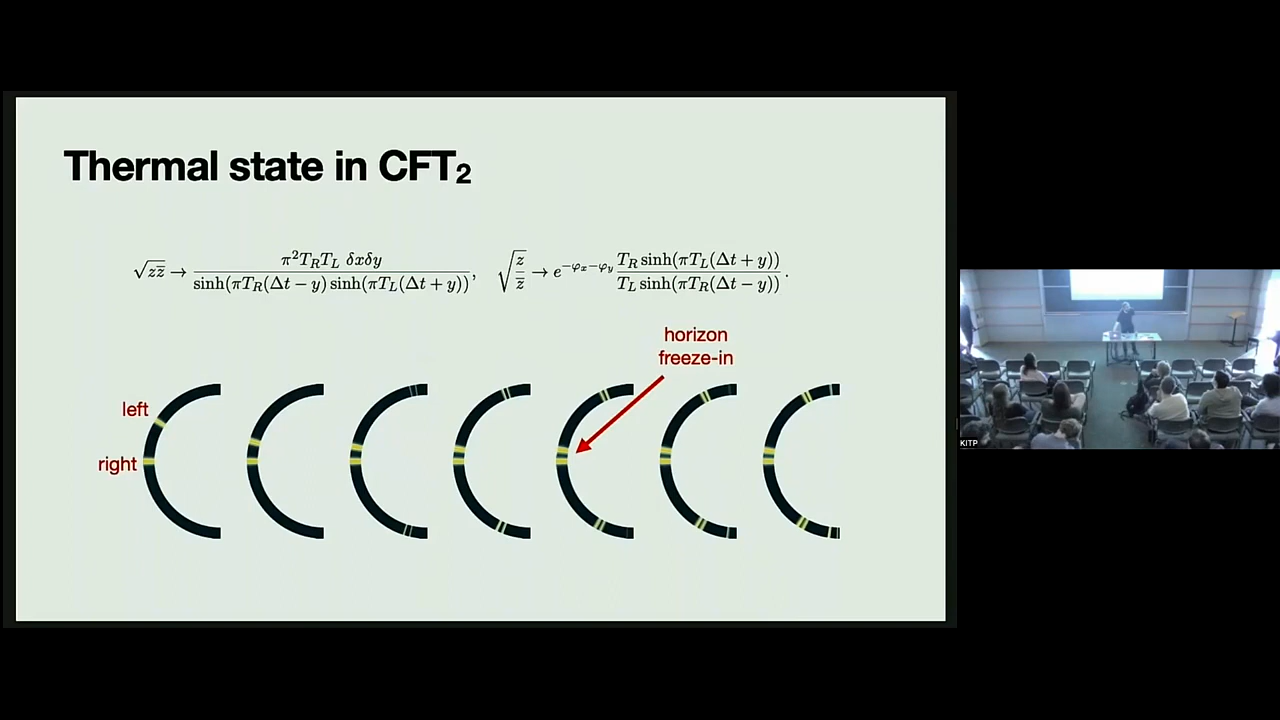 Thermal state in CFT₂
√zz̄ → π²T_RT_L δxδy / sinh(πT_R(Δt − y) sinh(πT_L(Δt + y)) , √z/z̄ → e^{−φ_x−φ_y} T_R sinh(πT_L(Δt + y)) / T_L sinh(πT_R(Δt − y)) .
horizon
freeze-in
left
right
KITP